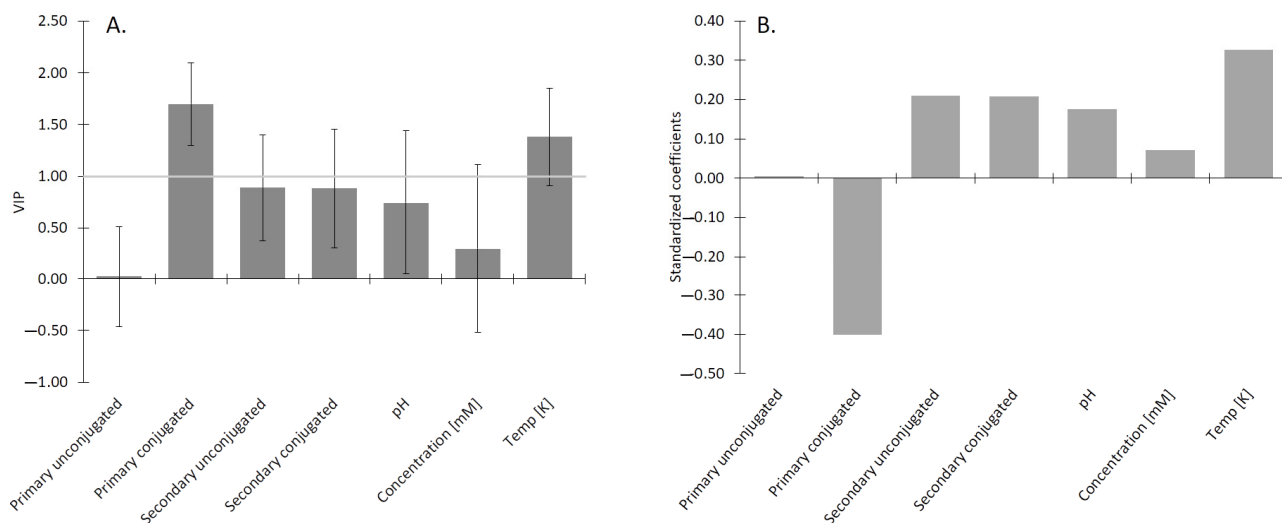 A.
2.50
2.00
1.50
1.00
0.50
0.00
—0.50
—1.00
VIP
Primary unconjugated
Primary conjugated
Secondary unconjugated
Secondary conjugated
pH
Concentration [mM]
Temp [K]
B.
0.40
0.30
0.20
0.10
0.00
—0.10
—0.20
—0.30
—0.40
—0.50
Standardized coefficients
Primary unconjugated
Primary conjugated
Secondary unconjugated
Secondary conjugated
pH
Concentration [mM]
Temp [K]